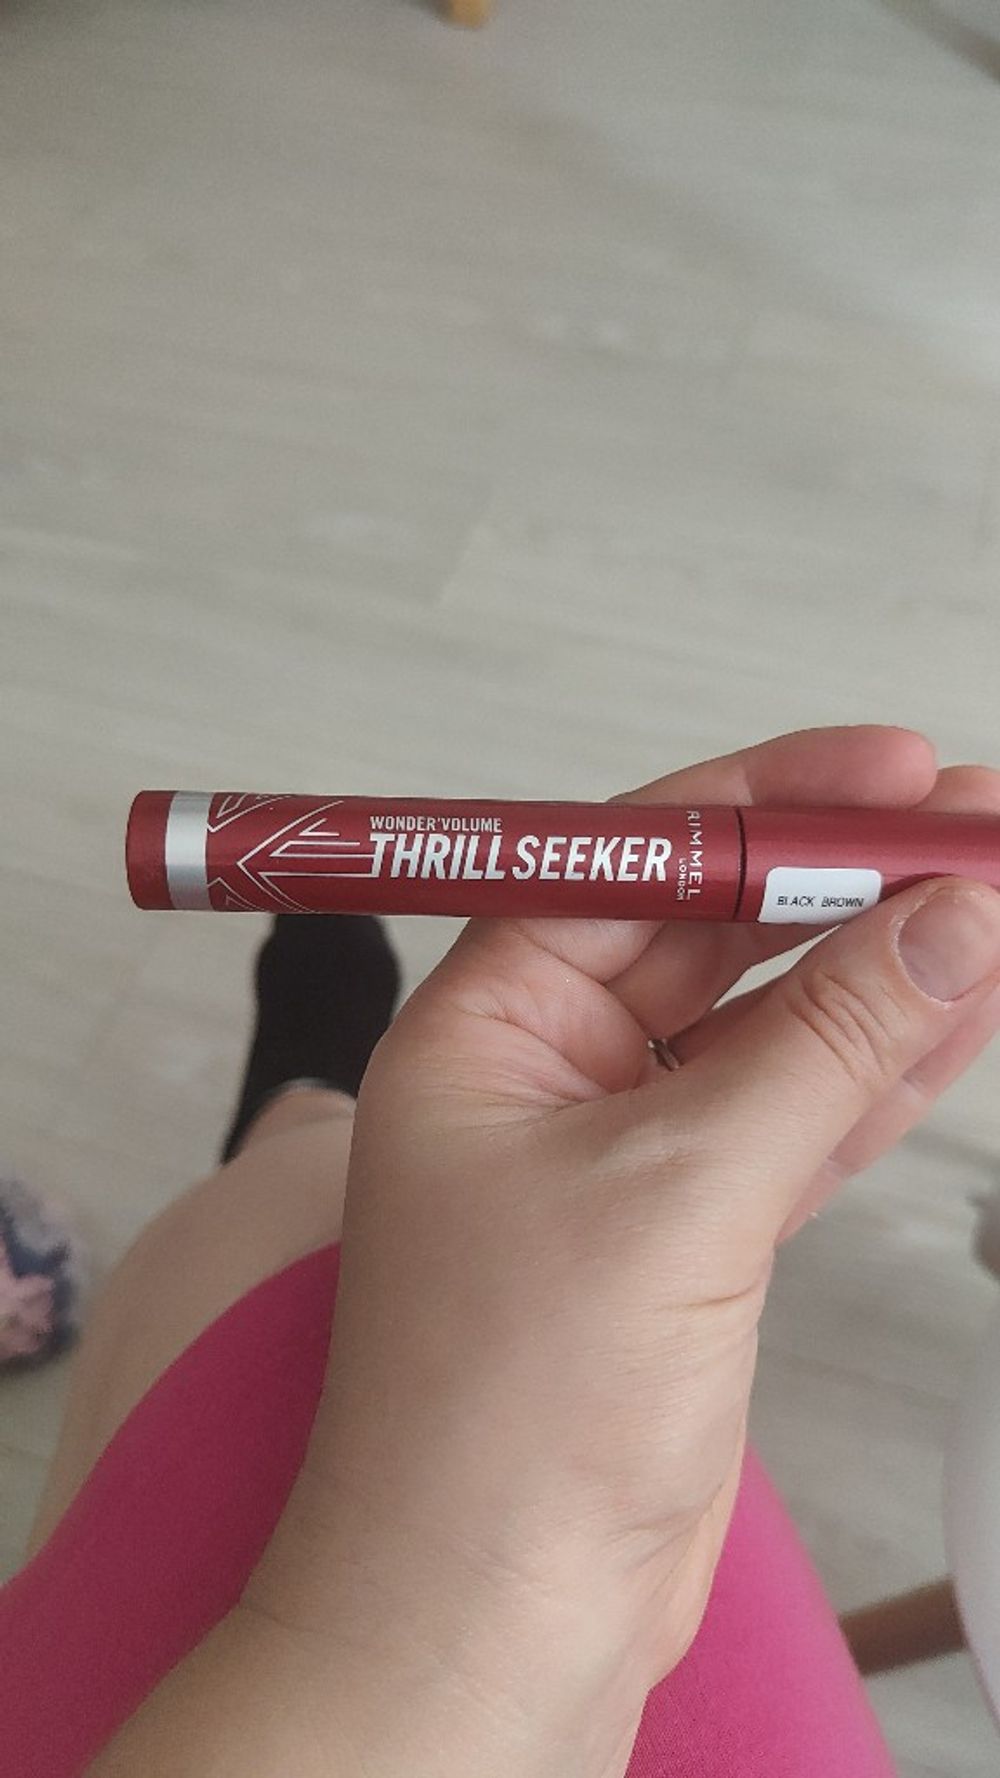 WONDER'VOLUME
THRILL SEEKER
RIMMEL
LONDON
BLACK BROWN